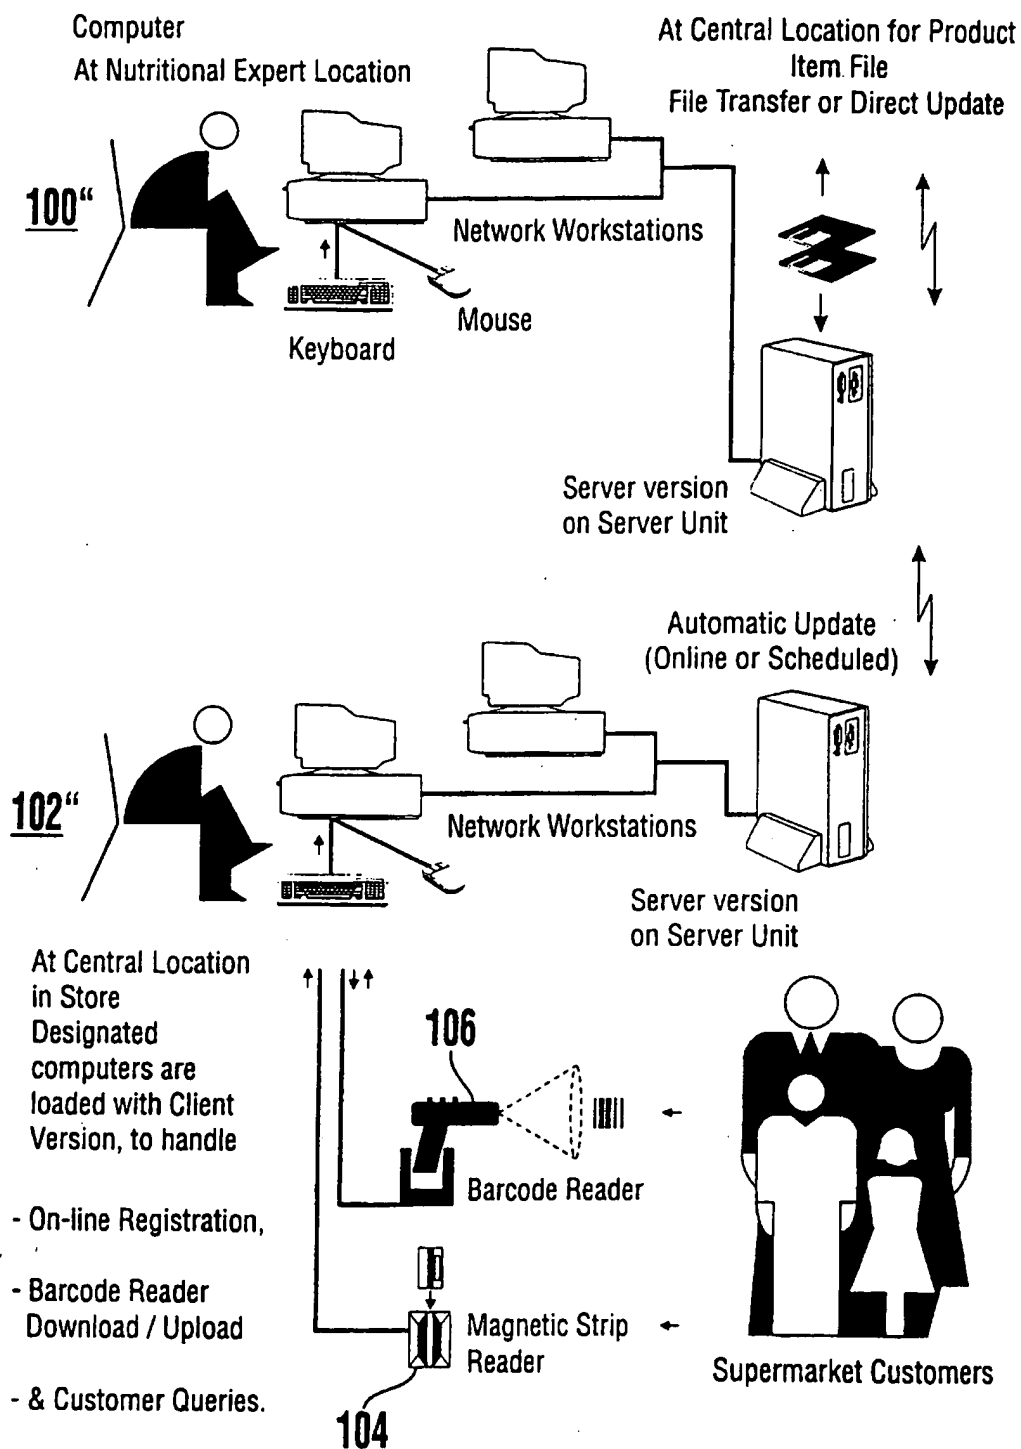 Computer
At Nutritional Expert Location
At Central Location for Product
Item File
File Transfer or Direct Update
100“
Network Workstations
Mouse
Keyboard
Server version
on Server Unit
Automatic Update
(Online or Scheduled)
102“
Network Workstations
Server version
on Server Unit
At Central Location
in Store
Designated
computers are
loaded with Client
Version, to handle
- On-line Registration,
- Barcode Reader
Download / Upload
- & Customer Queries.
106
Barcode Reader
Magnetic Strip
Reader
104
Supermarket Customers